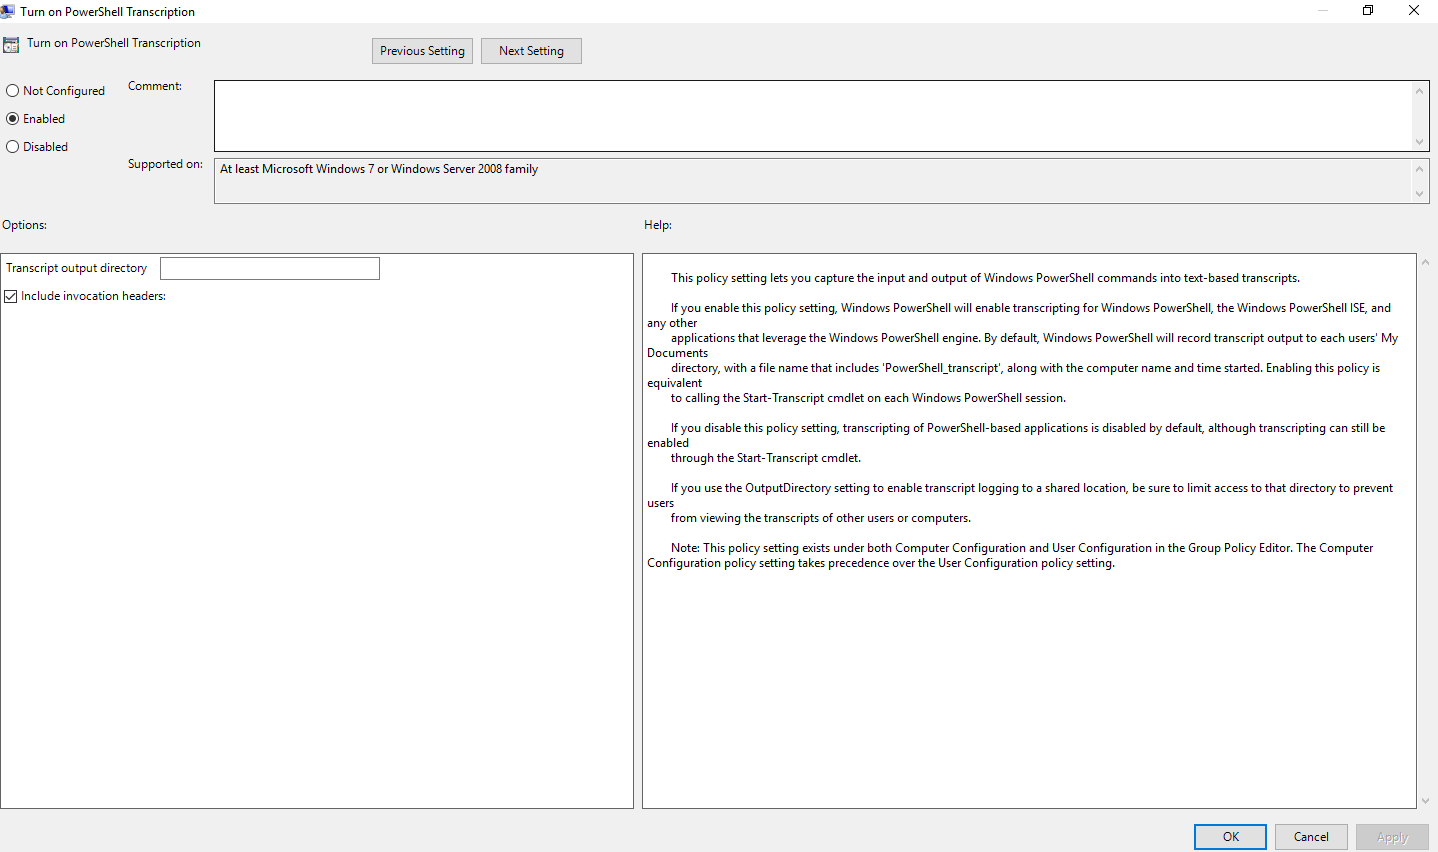 Turn on PowerShell Transcription
Turn on PowerShell Transcription
Previous Setting
Next Setting
Not Configured
Enabled
Disabled
Comment:
Supported on:
At least Microsoft Windows 7 or Windows Server 2008 family
Options:
Help:
Transcript output directory
Include invocation headers:
This policy setting lets you capture the input and output of Windows PowerShell commands into text-based transcripts.
If you enable this policy setting, Windows PowerShell will enable transcripting for Windows PowerShell, the Windows PowerShell ISE, and
any other
applications that leverage the Windows PowerShell engine. By default, Windows PowerShell will record transcript output to each users' My
Documents
directory, with a file name that includes 'PowerShell_transcript', along with the computer name and time started. Enabling this policy is
equivalent
to calling the Start-Transcript cmdlet on each Windows PowerShell session.
If you disable this policy setting, transcripting of PowerShell-based applications is disabled by default, although transcripting can still be
enabled
through the Start-Transcript cmdlet.
If you use the OutputDirectory setting to enable transcript logging to a shared location, be sure to limit access to that directory to prevent
users
from viewing the transcripts of other users or computers.
Note: This policy setting exists under both Computer Configuration and User Configuration in the Group Policy Editor. The Computer
Configuration policy setting takes precedence over the User Configuration policy setting.
OK
Cancel
Apply